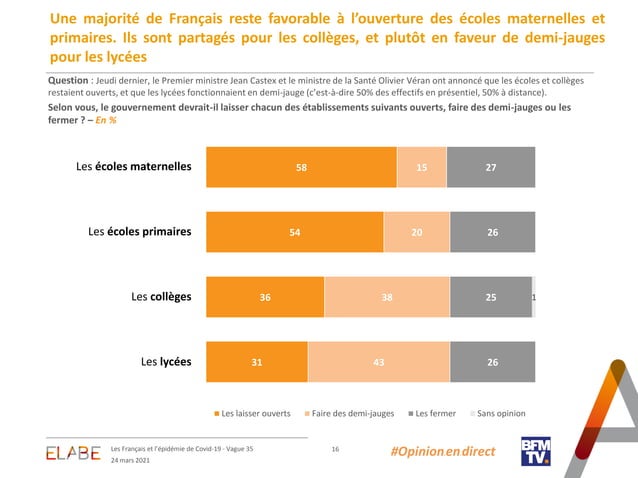 Une majorité de Français reste favorable à l’ouverture des écoles maternelles et
primaires. Ils sont partagés pour les collèges, et plutôt en faveur de demi-jauges
pour les lycées
Question : Jeudi dernier, le Premier ministre Jean Castex et le ministre de la Santé Olivier Véran ont annoncé que les écoles et collèges
restaient ouverts, et que les lycées fonctionnaient en demi-jauge (c’est-à-dire 50% des effectifs en présentiel, 50% à distance).
Selon vous, le gouvernement devrait-il laisser chacun des établissements suivants ouverts, faire des demi-jauges ou les
fermer ? – En %
Les écoles maternelles 58 15 27
Les écoles primaires 54 20 26
Les collèges 36 38 25 1
Les lycées 31 43 26
Les laisser ouverts Faire des demi-jauges Les fermer Sans opinion
ELABE Les Français et l’épidémie de Covid-19 - Vague 35 16 #Opinion en direct BFM
TV.
24 mars 2021